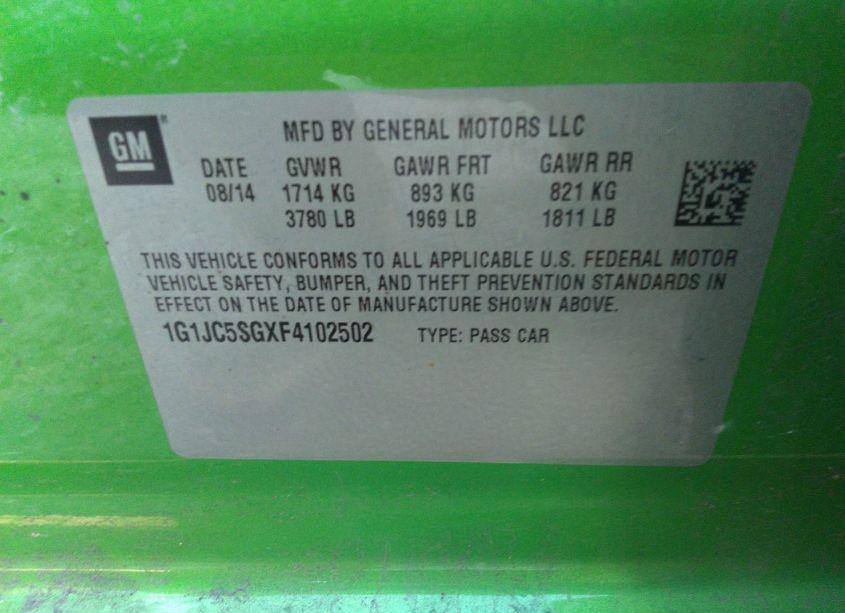 GM ®
MFD BY GENERAL MOTORS LLC
DATE GVWR GAWR FRT GAWR RR
08/14 1714 KG 893 KG 821 KG
3780 LB 1969 LB 1811 LB
THIS VEHICLE CONFORMS TO ALL APPLICABLE U.S. FEDERAL MOTOR
VEHICLE SAFETY, BUMPER, AND THEFT PREVENTION STANDARDS IN
EFFECT ON THE DATE OF MANUFACTURE SHOWN ABOVE.
1G1JC5SGXF4102502 TYPE: PASS CAR